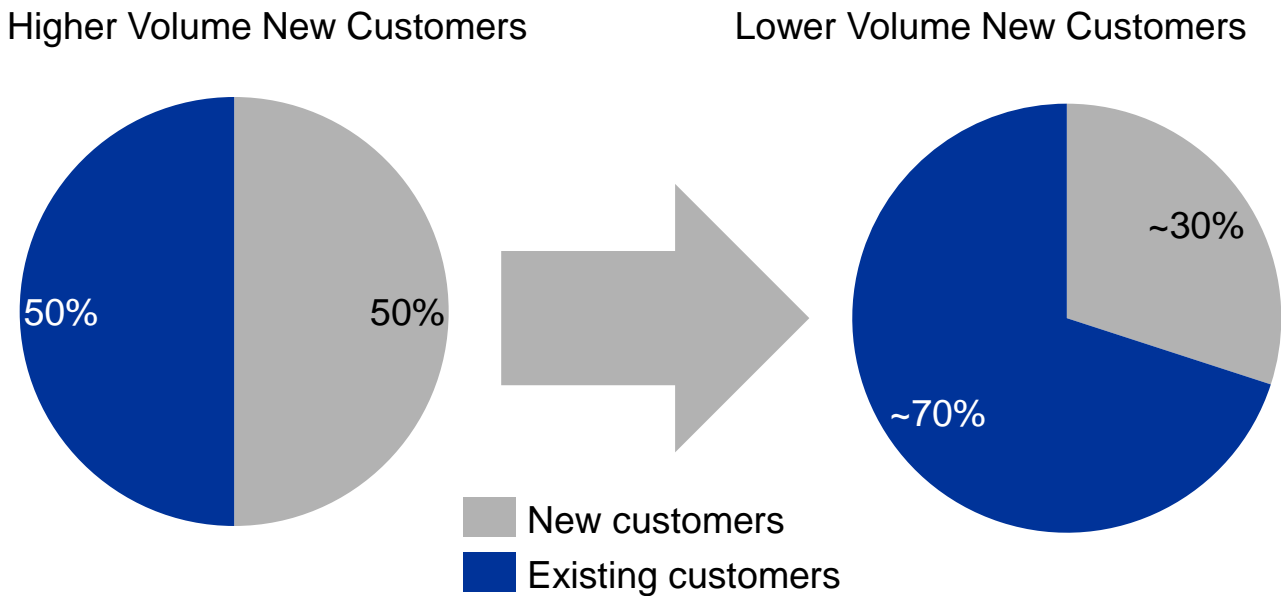 Higher Volume New Customers
Lower Volume New Customers
50%
50%
~30%
~70%
New customers
Existing customers